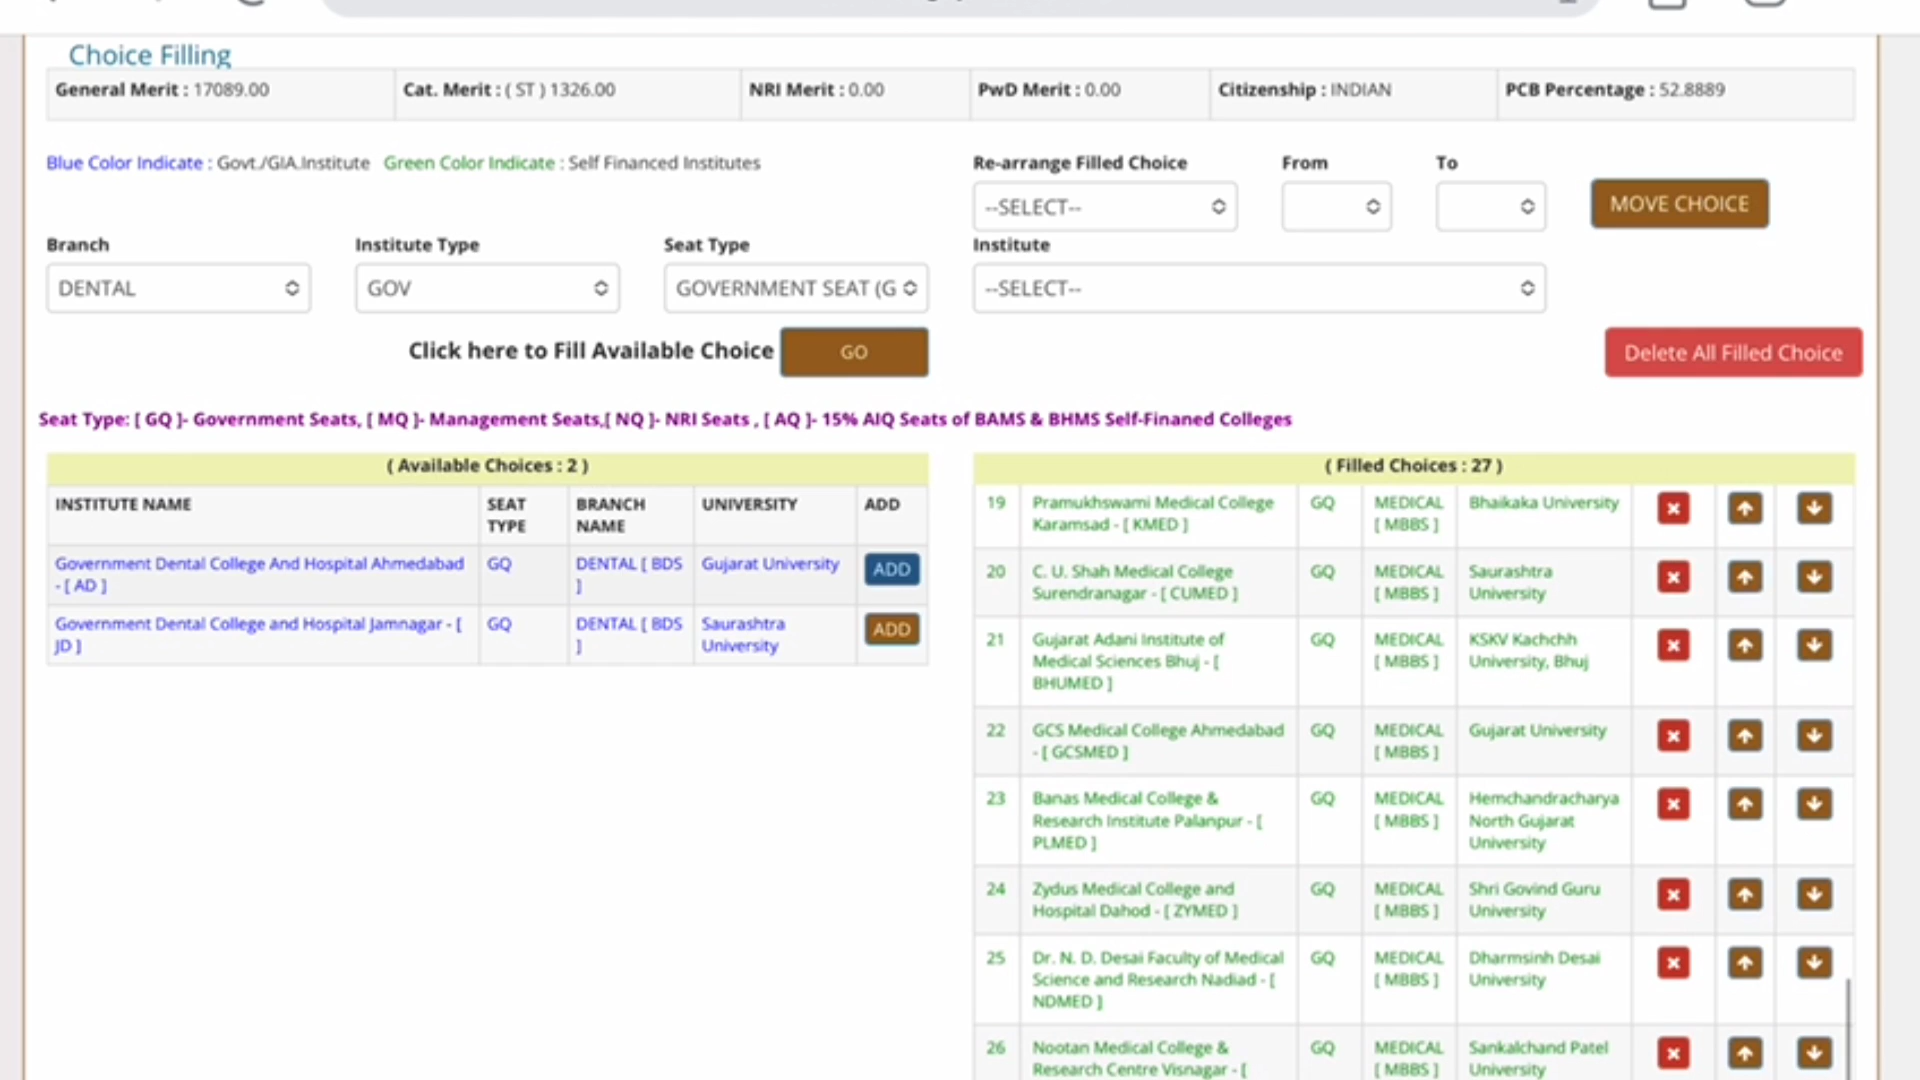 Choice Filling
General Merit : 17089.00 Cat. Merit : ( ST ) 1326.00 NRI Merit : 0.00 PwD Merit : 0.00 Citizenship : INDIAN PCB Percentage : 52.8889
Blue Color Indicate : Govt./GIA.Institute Green Color Indicate : Self Financed Institutes
Re-arrange Filled Choice From To
--SELECT-- MOVE CHOICE
Branch Institute Type Seat Type Institute
DENTAL GOV GOVERNMENT SEAT (G --SELECT--
Click here to Fill Available Choice GO Delete All Filled Choice
Seat Type: [ GQ ]- Government Seats, [ MQ ]- Management Seats,[ NQ ]- NRI Seats , [ AQ ]- 15% AIQ Seats of BAMS & BHMS Self-Finaned Colleges
( Available Choices : 2 )
INSTITUTE NAME SEAT BRANCH UNIVERSITY ADD
TYPE NAME
Government Dental College And Hospital Ahmedabad GQ DENTAL [ BDS Gujarat University ADD
- [ AD ] ]
Government Dental College and Hospital Jamnagar - [ GQ DENTAL [ BDS Saurashtra ADD
JD ] ] University
( Filled Choices : 27 )
19 Pramukhswami Medical College GQ MEDICAL Bhaikaka University
Karamsad - [ KMED ] [ MBBS ]
20 C. U. Shah Medical College GQ MEDICAL Saurashtra
Surendranagar - [ CUMED ] [ MBBS ] University
21 Gujarat Adani Institute of GQ MEDICAL KSKV Kachchh
Medical Sciences Bhuj - [ [ MBBS ] University, Bhuj
BHUMED ]
22 GCS Medical College Ahmedabad GQ MEDICAL Gujarat University
- [ GCSMED ] [ MBBS ]
23 Banas Medical College & GQ MEDICAL Hemchandracharya
Research Institute Palanpur - [ [ MBBS ] North Gujarat
PLMED ] University
24 Zydus Medical College and GQ MEDICAL Shri Govind Guru
Hospital Dahod - [ ZYMED ] [ MBBS ] University
25 Dr. N. D. Desai Faculty of Medical GQ MEDICAL Dharmsinh Desai
Science and Research Nadiad - [ [ MBBS ] University
NDMED ]
26 Nootan Medical College & GQ MEDICAL Sankalchand Patel
Research Centre Visnagar - [ [ MBBS ] University